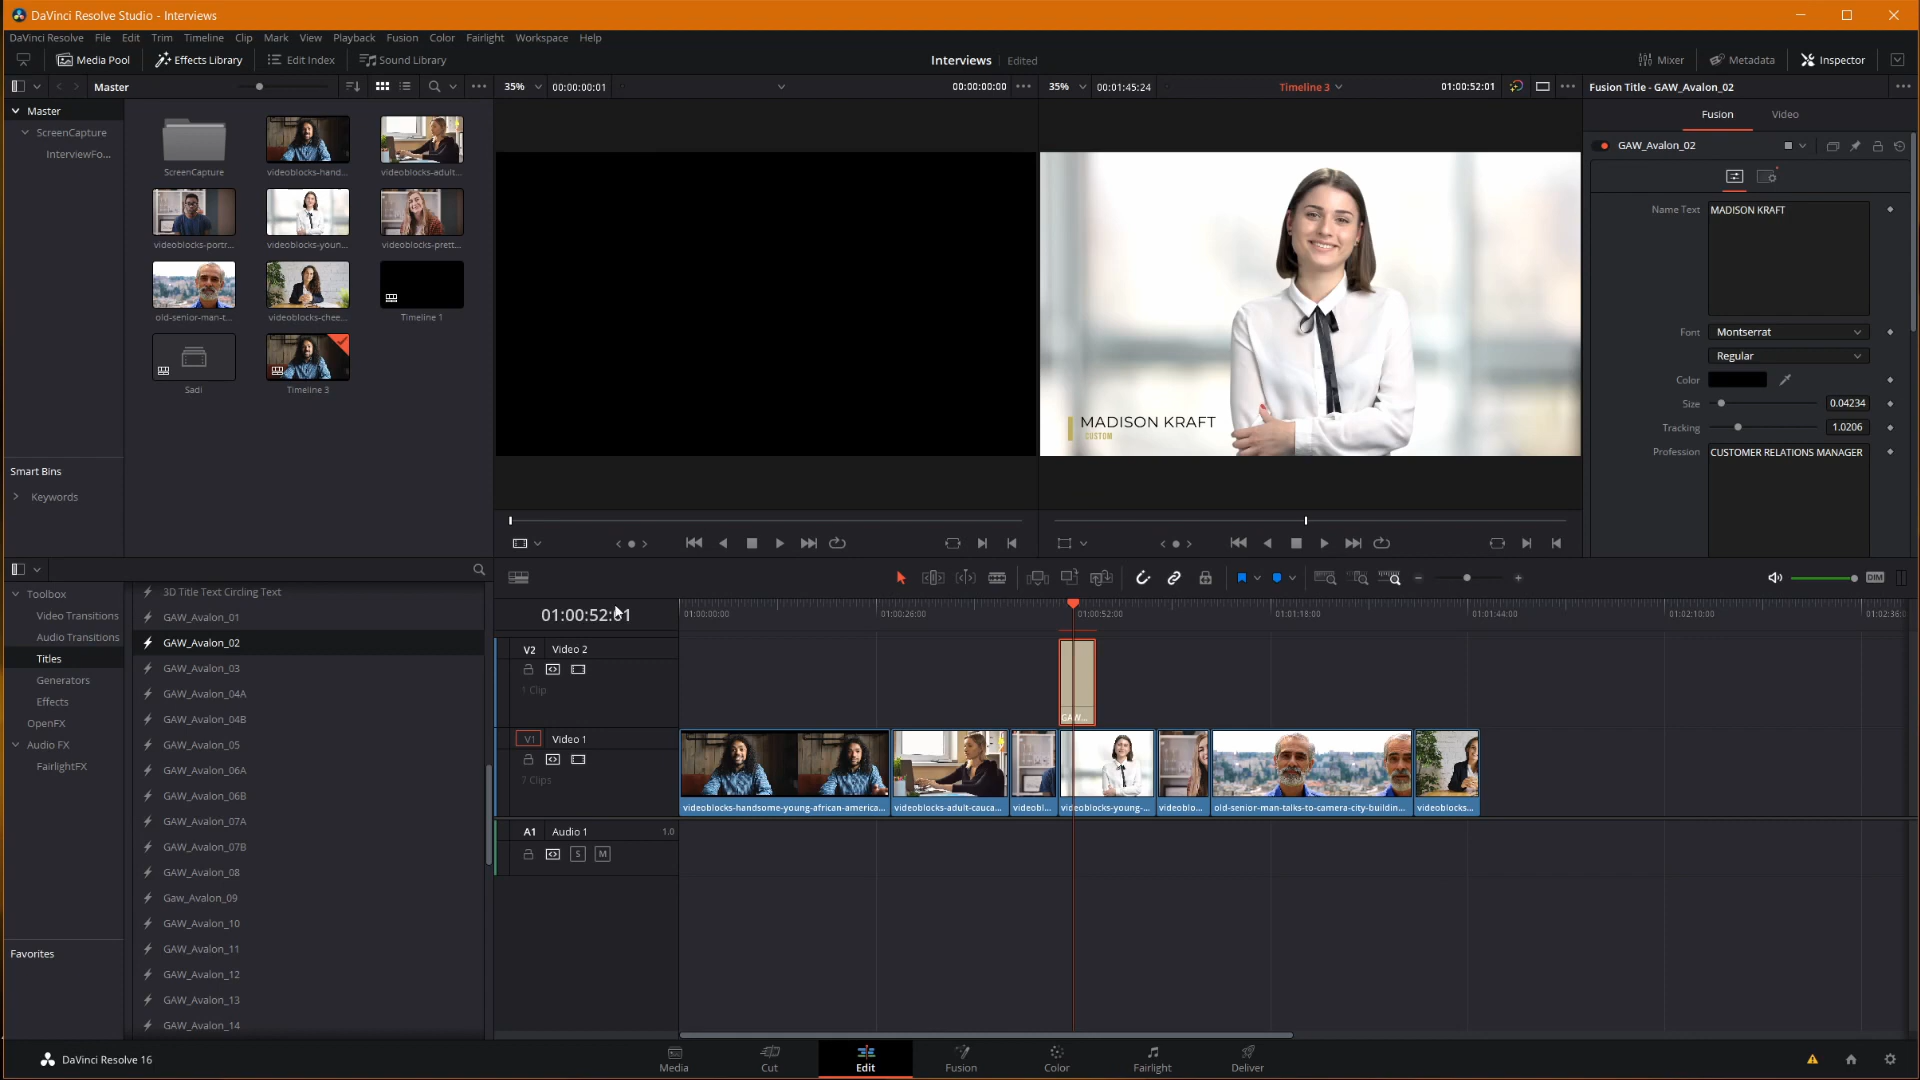 DaVinci Resolve Studio - Interviews
DaVinci Resolve File Edit Trim Timeline Clip Mark View Playback Fusion Color Fairlight Workspace Help
Media Pool Effects Library Edit Index Sound Library Interviews Edited Mixer Metadata Inspector
Master 35% 00:00:00:01 00:00:00:00 35% 00:01:45:24 Timeline 3 01:00:52:01 Fusion Title - GAW_Avalon_02
Master
ScreenCapture
InterviewFo...
ScreenCapture videoblocks-hand... videoblocks-adult...
videoblocks-portr... videoblocks-youn... videoblocks-prett...
old-senior-man-t... videoblocks-chee... Timeline 1
Sadi Timeline 3
Smart Bins
Keywords
MADISON KRAFT
CUSTOM
Fusion Video
GAW_Avalon_02
Name Text MADISON KRAFT
Font Montserrat
Regular
Color
Size 0.04234
Tracking 1.0206
Profession CUSTOMER RELATIONS MANAGER
Toolbox
Video Transitions
Audio Transitions
Titles
Generators
Effects
OpenFX
Audio FX
FairlightFX
Favorites
3D Title Text Circling Text
GAW_Avalon_01
GAW_Avalon_02
GAW_Avalon_03
GAW_Avalon_04A
GAW_Avalon_04B
GAW_Avalon_05
GAW_Avalon_06A
GAW_Avalon_06B
GAW_Avalon_07A
GAW_Avalon_07B
GAW_Avalon_08
Gaw_Avalon_09
GAW_Avalon_10
GAW_Avalon_11
GAW_Avalon_12
GAW_Avalon_13
GAW_Avalon_14
DIM
01:00:52:01 01:00:00:00 01:00:26:00 01:00:52:00 01:01:18:00 01:01:44:00 01:02:10:00 01:02:36:0
V2 Video 2
1 Clip
GAW...
V1 Video 1
7 Clips
videoblocks-handsome-young-african-america... videoblocks-adult-cauca... videobl... videoblocks-young-... videoblo... old-senior-man-talks-to-camera-city-buildin... videoblocks...
A1 Audio 1 1.0
S M
DaVinci Resolve 16 Media Cut Edit Fusion Color Fairlight Deliver